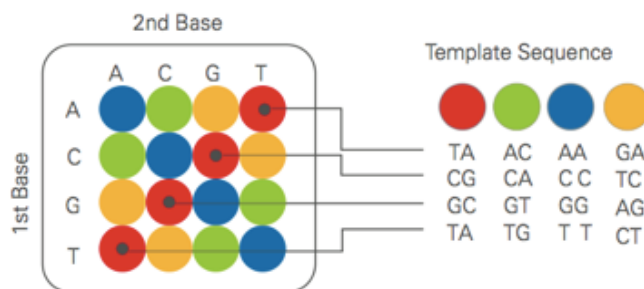 2nd Base
A C G T
A
C
G
T
1st Base
Template Sequence
TA AC AA GA
CG CA CC TC
GC GT GG AG
TA TG TT CT